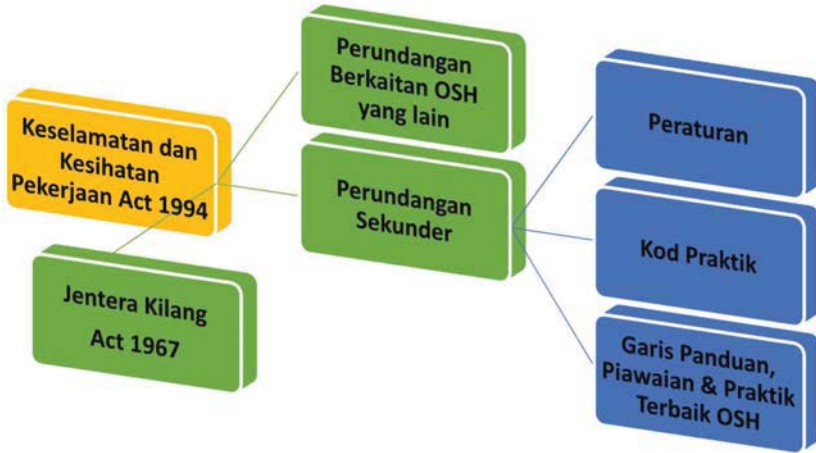 Keselamatan dan
Kesihatan
Pekerjaan Act 1994
Jentera Kilang
Act 1967
Perundangan
Berkaitan OSH
yang lain
Perundangan
Sekunder
Peraturan
Kod Praktik
Garis Panduan,
Piawaian & Praktik
Terbaik OSH